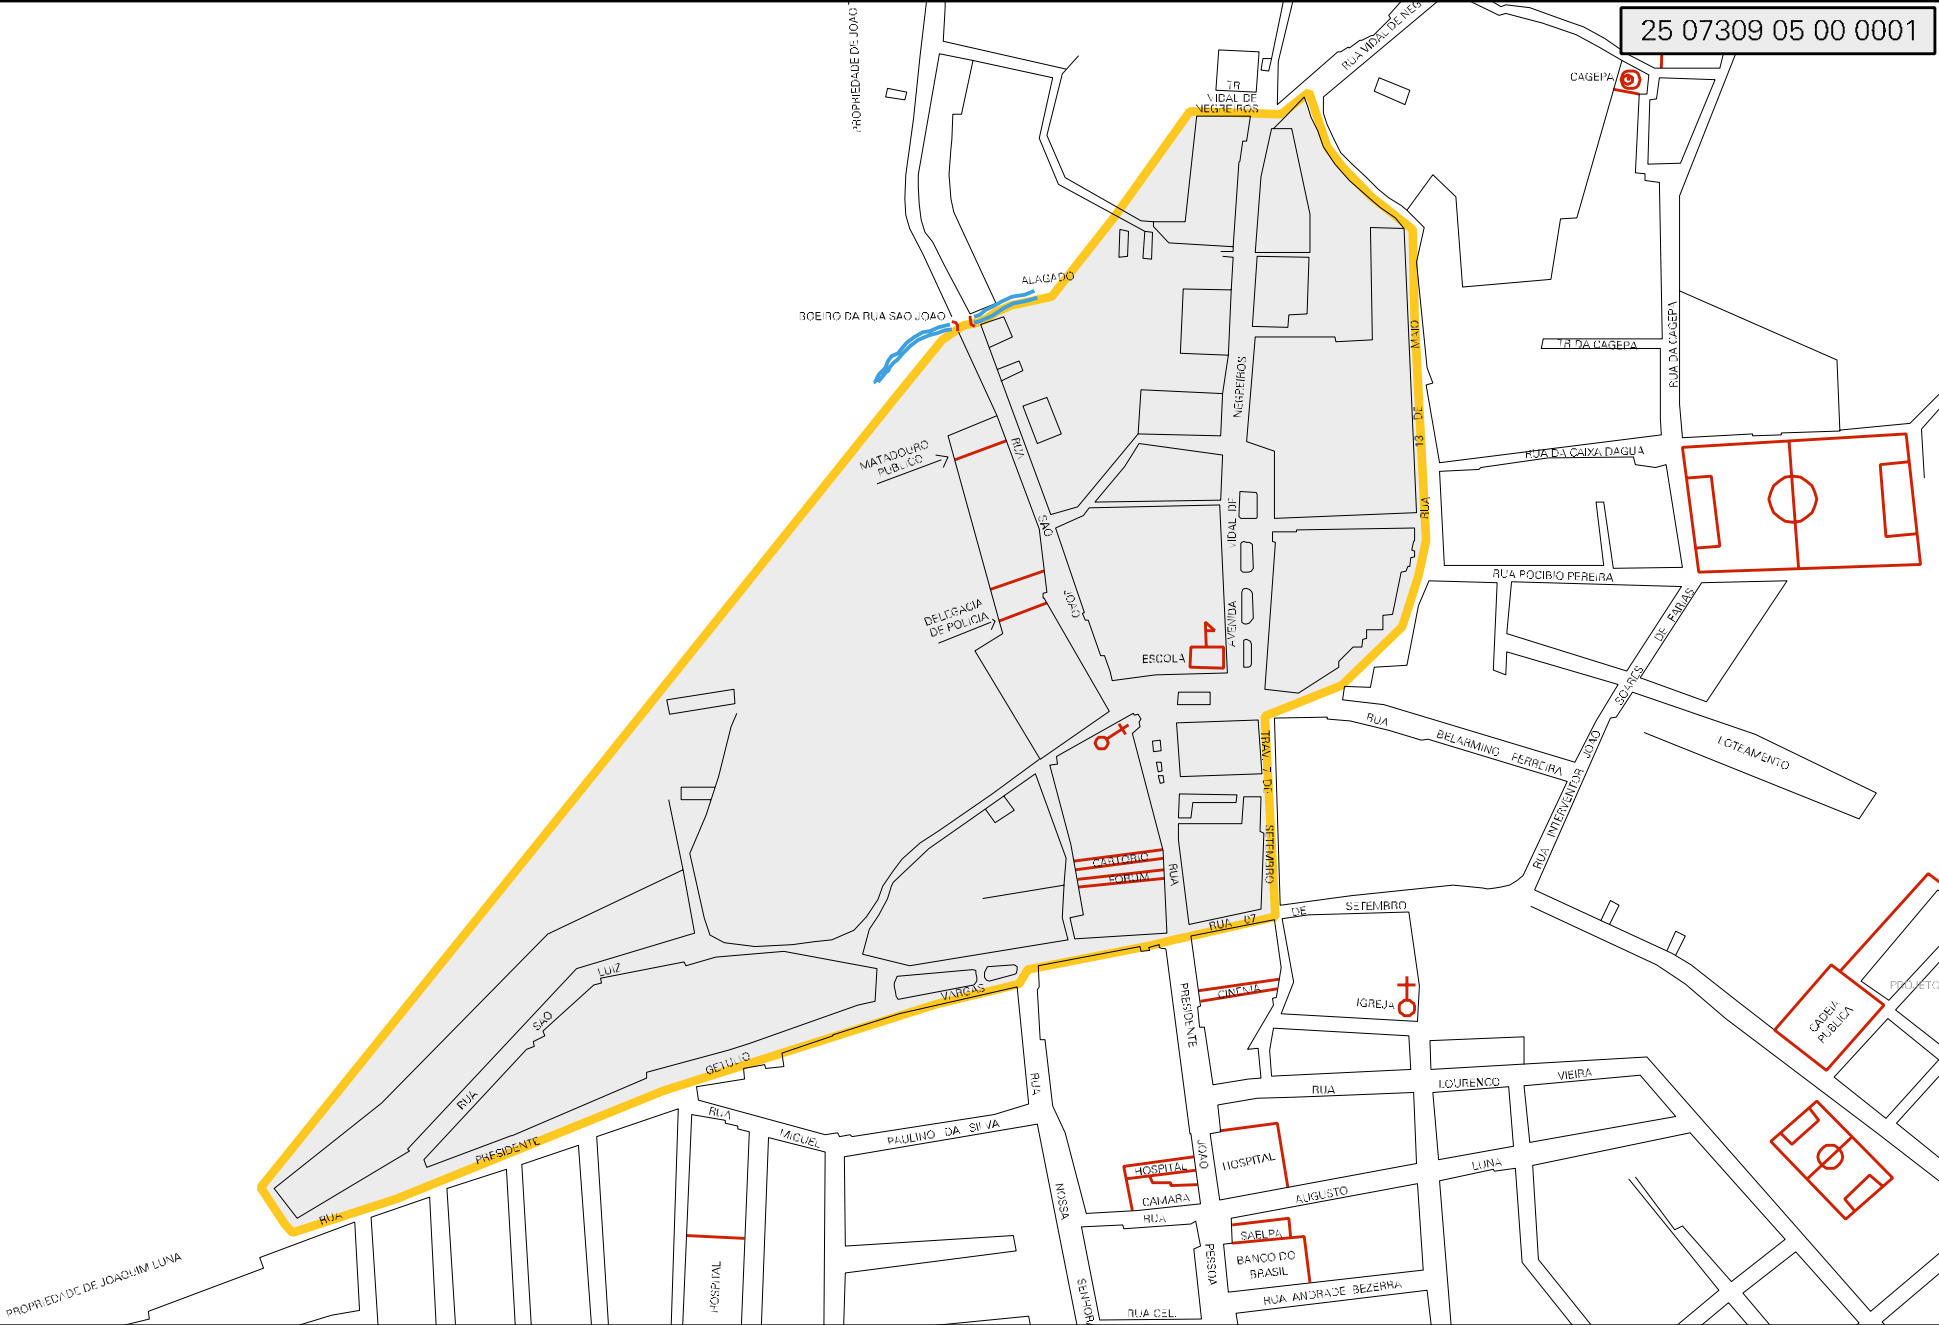 25 07309 05 00 0001
PROPRIEDADE DE JOAO
RUA VIDAL DE NEG
CAGEPA
TR
VIDAL DE
NEGREIROS
ALAGADO
BOEIRO DA RUA SAO JOAO
RUA DA CAGEPA
TR DA CAGEPA
RUA 13 DE MAIO
AVENIDA VIDAL DE NEGREIROS
MATADOURO
PUBLICO
RUA SAO JOAO
RUA DA CAIXA DAGUA
RUA POCIBIO PEREIRA
DELEGACIA
DE POLICIA
ESCOLA
RUA INTERVENTOR JOAO SOARES DE FARIAS
RUA BELARMINO FERREIRA
LOTEAMENTO
TRAV. 7 DE SETEMBRO
CARTORIO
FORUM
RUA 07 DE SETEMBRO
RUA PRESIDENTE JOAO PESSOA
RUA SAO LUIZ
RUA PRESIDENTE GETULIO VARGAS
CINEMA
IGREJA
CADEIA
PUBLICA
PROJETO
RUA LOURENCO VIEIRA
RUA MIGUEL
PAULINO DA SILVA
RUA NOSSA SENHORA
HOSPITAL
CAMARA
HOSPITAL
RUA AUGUSTO LUNA
SAELPA
BANCO DO
BRASIL
HOSPITAL
RUA ANDRADE BEZERRA
RUA CEL.
PROPRIEDADE DE JOAQUIM LUNA